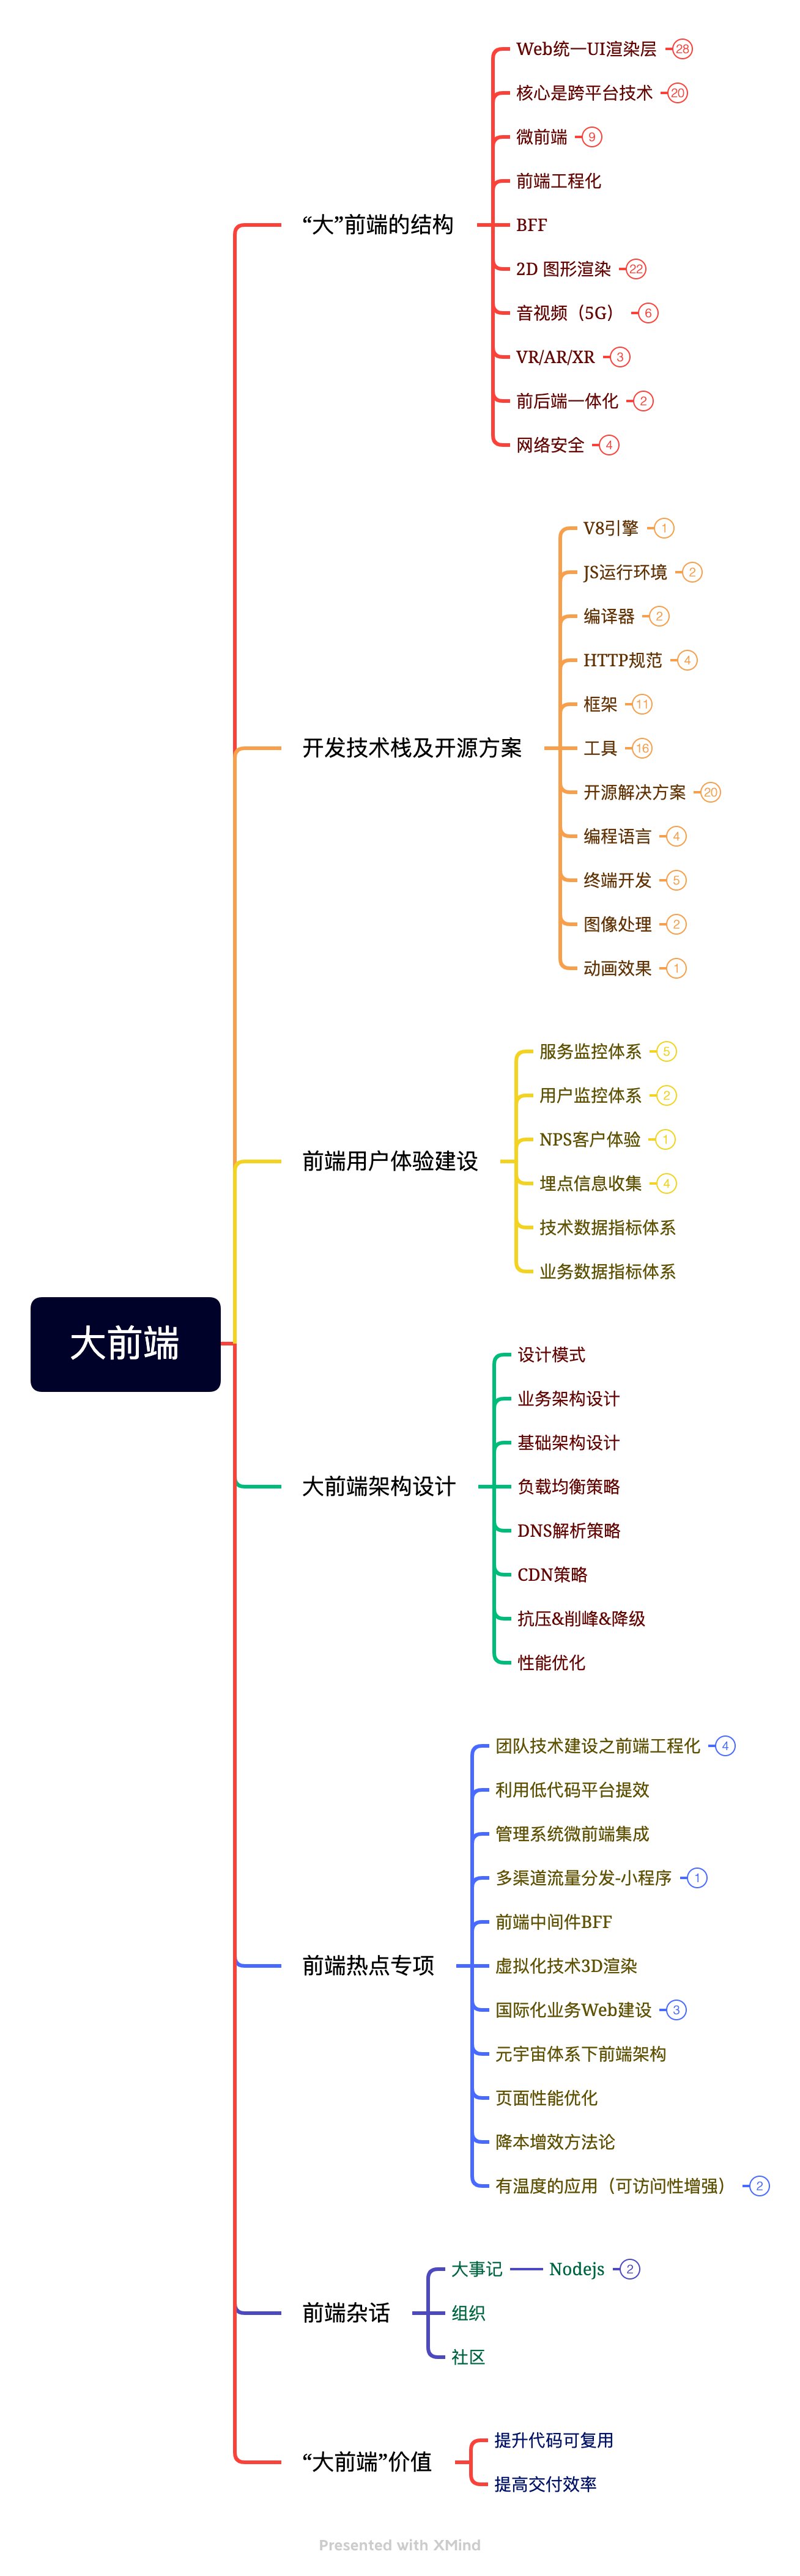 Web统一UI渲染层 28
核心是跨平台技术 20
微前端 9
前端工程化
“大”前端的结构
BFF
2D 图形渲染 22
音视频（5G） 6
VR/AR/XR 3
前后端一体化 2
网络安全 4
V8引擎 1
JS运行环境 2
编译器 2
HTTP规范 4
框架 11
开发技术栈及开源方案
工具 16
开源解决方案 20
编程语言 4
终端开发 5
图像处理 2
动画效果 1
服务监控体系 5
用户监控体系 2
NPS客户体验 1
前端用户体验建设
埋点信息收集 4
技术数据指标体系
业务数据指标体系
大前端
设计模式
业务架构设计
基础架构设计
大前端架构设计
负载均衡策略
DNS解析策略
CDN策略
抗压&削峰&降级
性能优化
团队技术建设之前端工程化 4
利用低代码平台提效
管理系统微前端集成
多渠道流量分发-小程序 1
前端中间件BFF
前端热点专项
虚拟化技术3D渲染
国际化业务Web建设 3
元宇宙体系下前端架构
页面性能优化
降本增效方法论
有温度的应用（可访问性增强） 2
大事记 Nodejs 2
前端杂话
组织
社区
提升代码可复用
“大前端”价值
提高交付效率
Presented with XMind